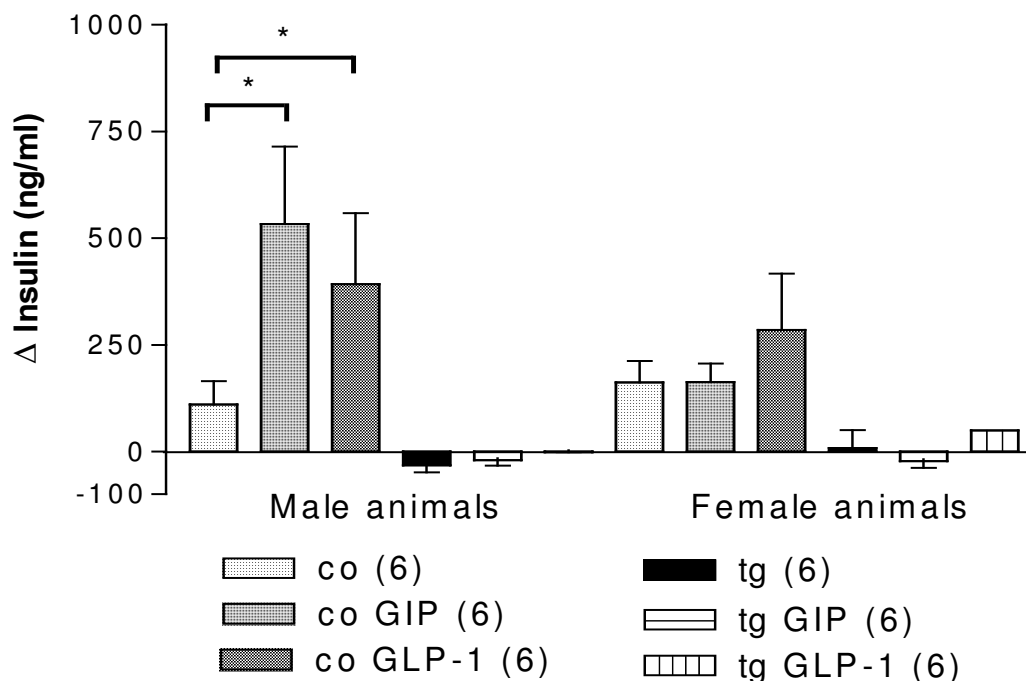 Δ Insulin (ng/ml)
1000
750
500
250
0
-100
*
*
Male animals
Female animals
co (6)
co GIP (6)
co GLP-1 (6)
tg (6)
tg GIP (6)
tg GLP-1 (6)